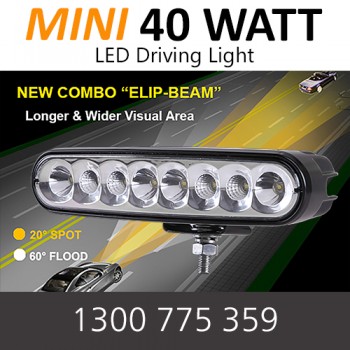 MINI 40 WATT
LED Driving Light
NEW COMBO “ELIP-BEAM”
Longer & Wider Visual Area
20° SPOT
60° FLOOD
1300 775 359